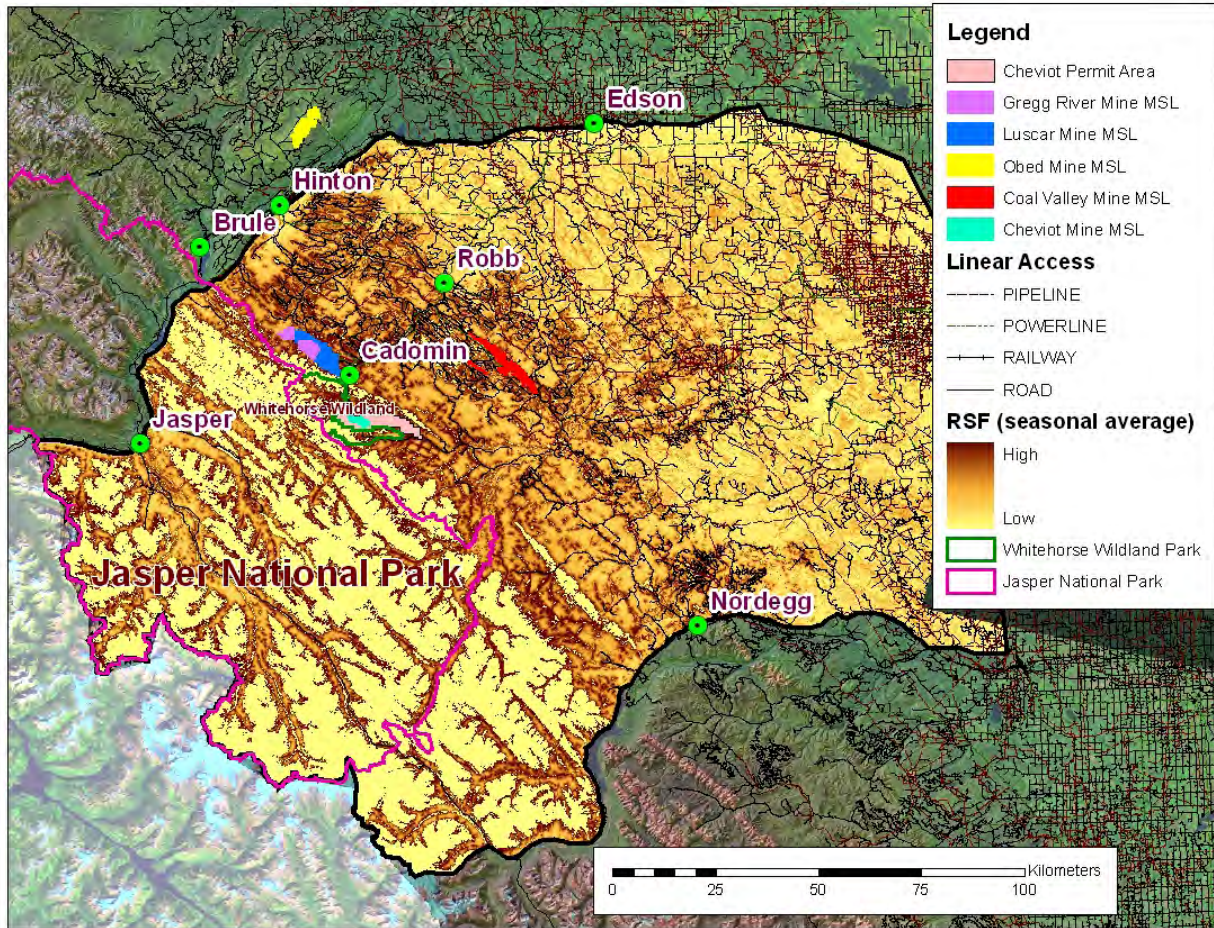 Edson
Hinton
Brule
Robb
Cadomin
Whitehorse Wildland
Jasper
Jasper National Park
Nordegg
Legend
Cheviot Permit Area
Gregg River Mine MSL
Luscar Mine MSL
Obed Mine MSL
Coal Valley Mine MSL
Cheviot Mine MSL
Linear Access
PIPELINE
POWERLINE
RAILWAY
ROAD
RSF (seasonal average)
High
Low
Whitehorse Wildland Park
Jasper National Park
Kilometers
0 25 50 75 100